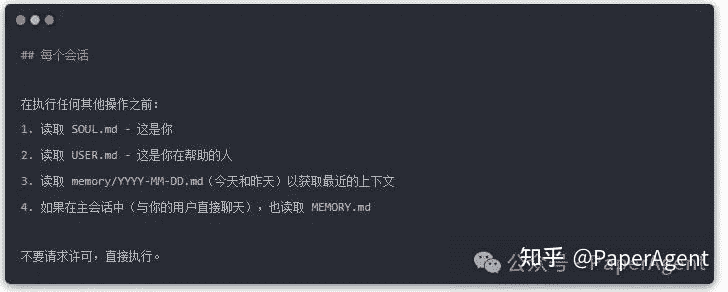 ## 每个会话
在执行任何其他操作之前:
1. 读取 SOUL.md - 这是你
2. 读取 USER.md - 这是你在帮助的人
3. 读取 memory/YYYY-MM-DD.md（今天和昨天）以获取最近的上下文
4. 如果在主会话中（与你的用户直接聊天），也读取 MEMORY.md
不要请求许可，直接执行。
公众号 · PaperAgent
知乎 @PaperAgent